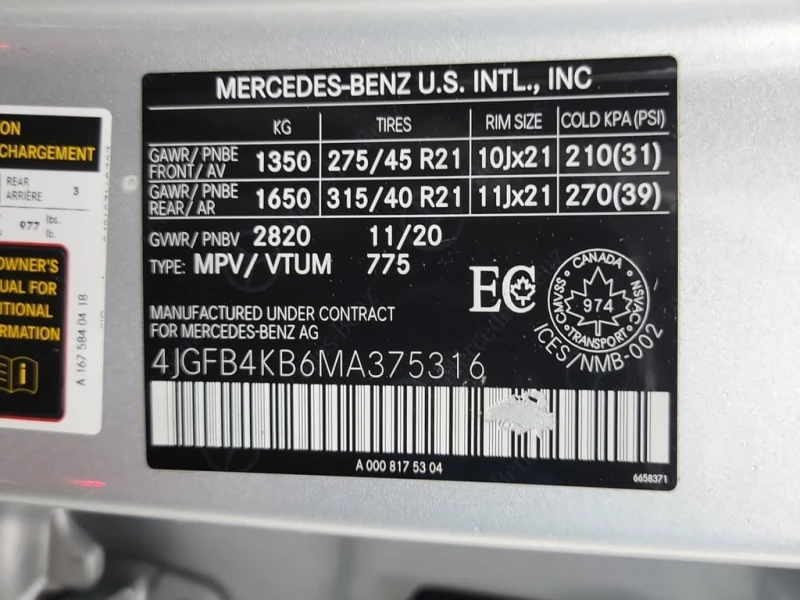 ON
CHARGEMENT
REAR
ARRIÈRE 3
977 lbs.
lb.
OWNER'S
FORMATION
A 167 584 04 18
MERCEDES-BENZ U.S. INTL., INC
KG TIRES RIM SIZE COLD KPA (PSI)
GAWR/ PNBE
FRONT/ AV 1350 275/45 R21 10Jx21 210(31)
GAWR/ PNBE
REAR/ AR 1650 315/40 R21 11Jx21 270(39)
GVWR/ PNBV 2820 11/20
TYPE: MPV/ VTUM 775
EC
CANADA
CMVSS NSVAC
974
TRANSPORT
ICES/NMB-002
MANUFACTURED UNDER CONTRACT
FOR MERCEDES-BENZ AG
4JGFB4KB6MA375316
A 000 817 53 04
6658371